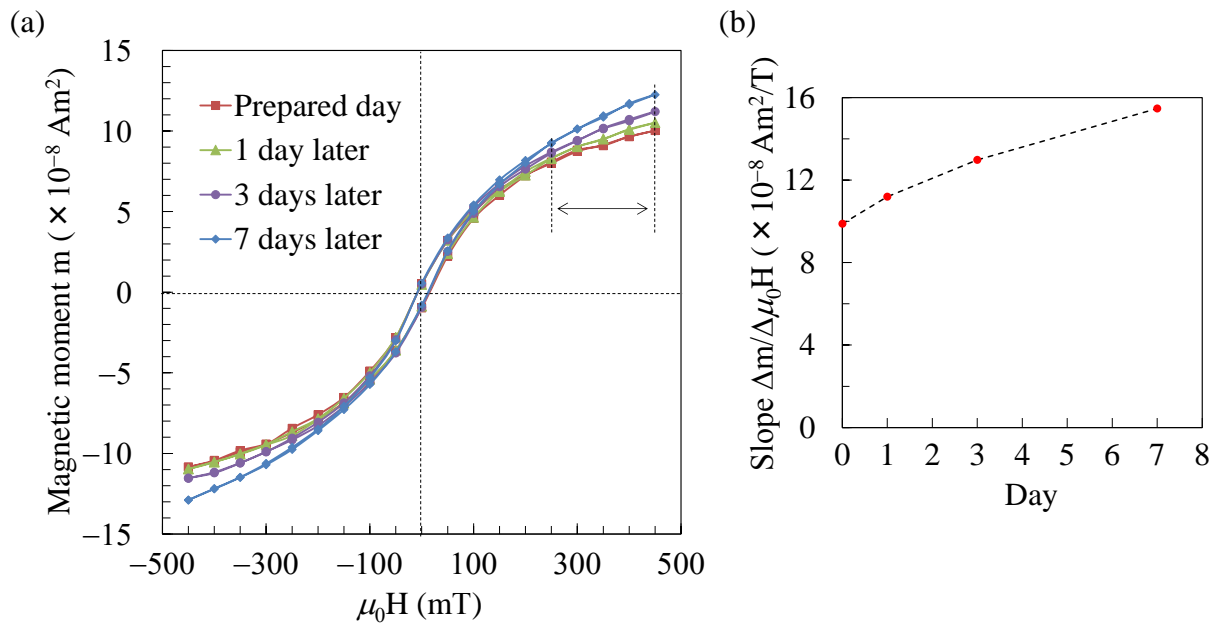 (a)
15
10
5
0
−5
−10
−15
Magnetic moment m ( × 10⁻⁸ Am²)
Prepared day
1 day later
3 days later
7 days later
−500 −300 −100 100 300 500
μ₀H (mT)
(b)
16
12
8
4
0
Slope Δm/Δμ₀H ( × 10⁻⁸ Am²/T)
0 1 2 3 4 5 6 7 8
Day